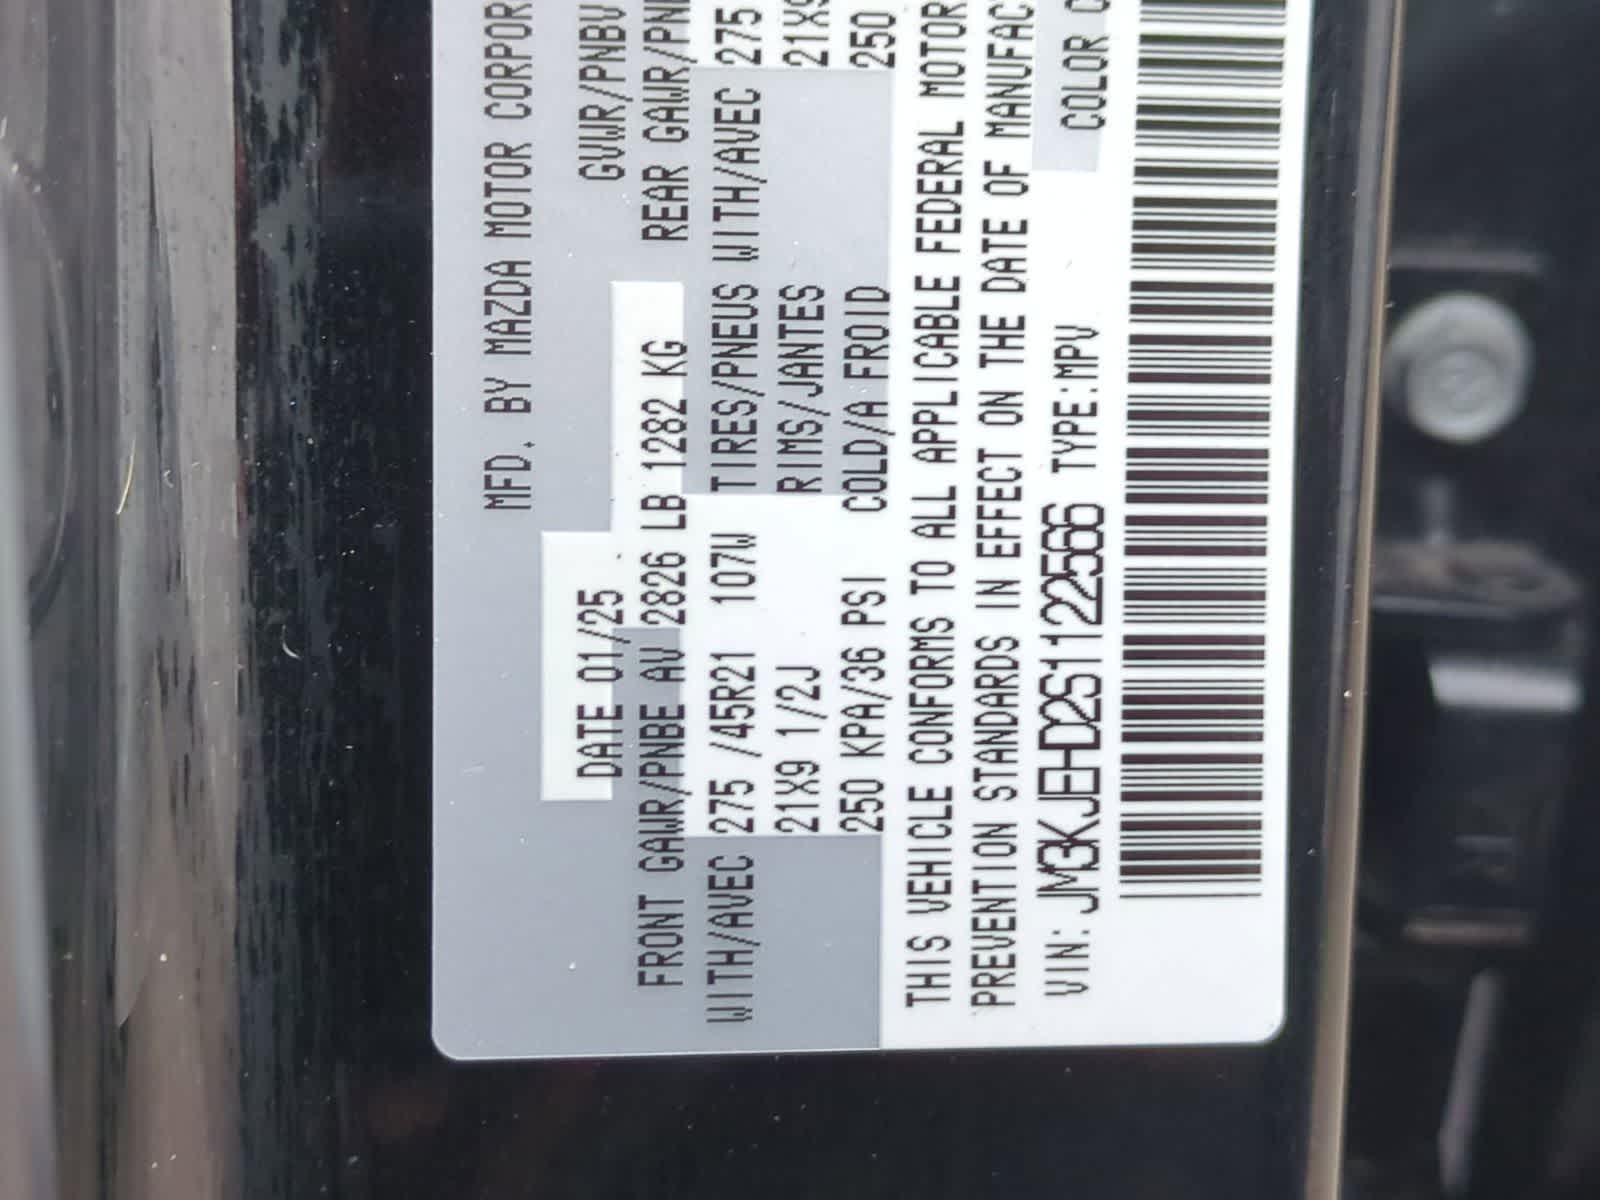 MFD. BY MAZDA MOTOR CORPOR
DATE 01/25 GVWR/PNBV
FRONT GAWR/PNBE AV 2826 LB 1282 KG REAR GAWR/PN
WITH/AVEC 275 /45R21 107W TIRES/PNEUS WITH/AVEC 275
21X9 1/2J RIMS/JANTES 21X9
250 KPA/36 PSI COLD/A FROID 250
THIS VEHICLE CONFORMS TO ALL APPLICABLE FEDERAL MOTOR
PREVENTION STANDARDS IN EFFECT ON THE DATE OF MANUFAC
VIN: JM3KJEHD2S1122566 TYPE:MPV COLOR C